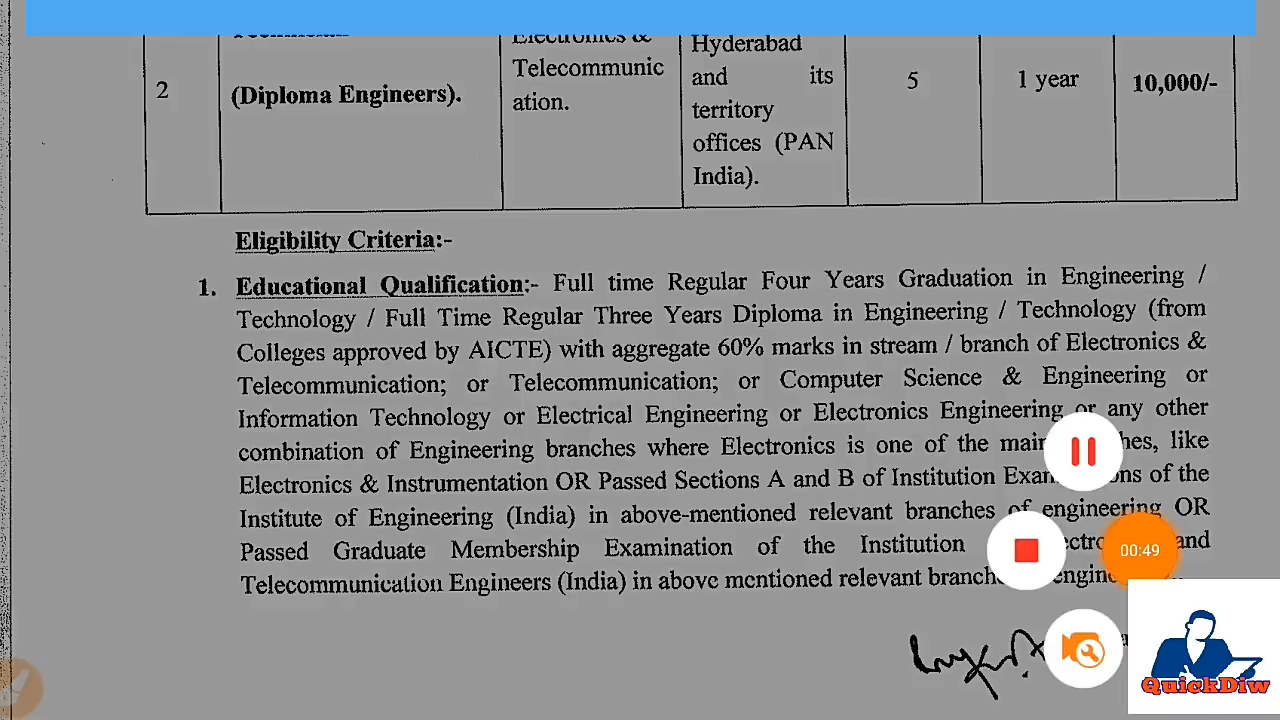 Electronics &
Hyderabad
2
(Diploma Engineers).
Telecommunic
ation.
and its
territory
offices (PAN
India).
5
1 year
10,000/-
Eligibility Criteria:-
1. Educational Qualification:- Full time Regular Four Years Graduation in Engineering /
Technology / Full Time Regular Three Years Diploma in Engineering / Technology (from
Colleges approved by AICTE) with aggregate 60% marks in stream / branch of Electronics &
Telecommunication; or Telecommunication; or Computer Science & Engineering or
Information Technology or Electrical Engineering or Electronics Engineering or any other
combination of Engineering branches where Electronics is one of the main like
Electronics & Instrumentation OR Passed Sections A and B of Institution of the
Institute of Engineering (India) in above-mentioned relevant branches of engineering OR
Passed Graduate Membership Examination of the Institution and
Telecommunication Engineers (India) in above mentioned relevant
00:49
QuickDiw